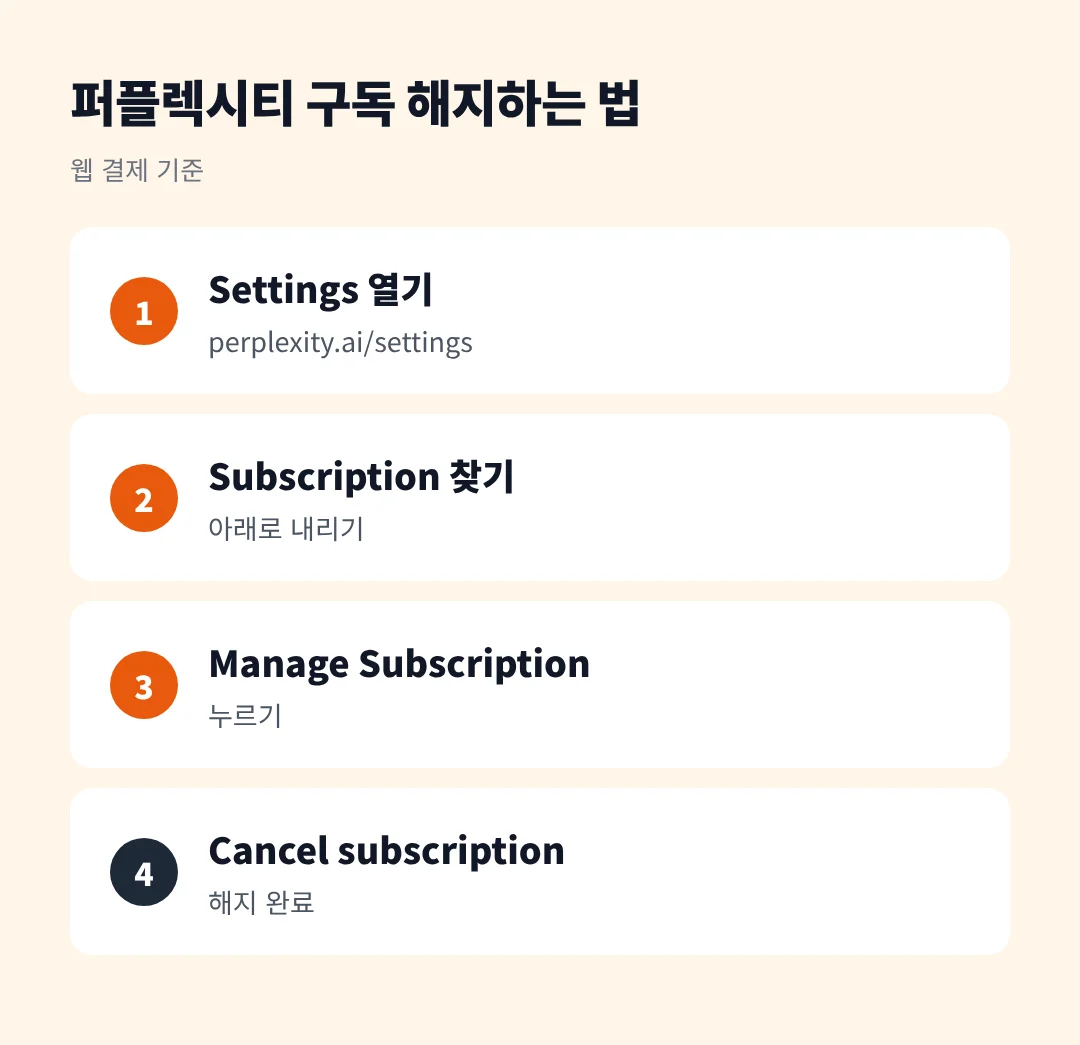 퍼플렉시티 구독 해지하는 법
웹 결제 기준
1
Settings 열기
perplexity.ai/settings
2
Subscription 찾기
아래로 내리기
3
Manage Subscription
누르기
4
Cancel subscription
해지 완료